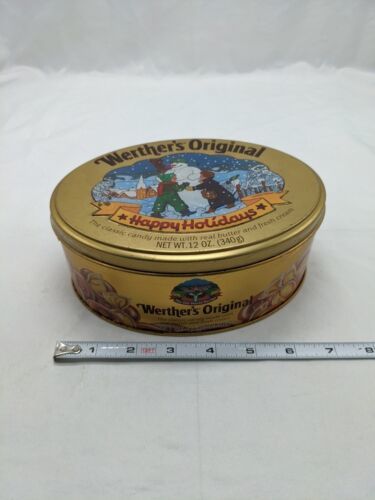 Werther's Original
Happy Holidays
The classic candy made with real butter and fresh cream
NET WT. 12 OZ. (340g)
Werther's Original
1 2 3 4 5 6 7 8